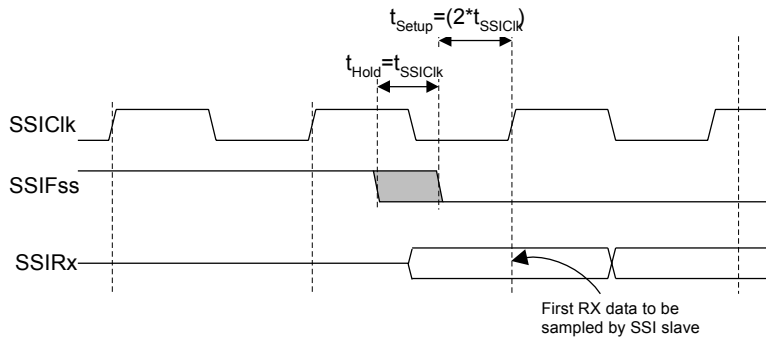 tSetup=(2*tSSIClk)
tHold=tSSIClk
SSIClk
SSIFss
SSIRx
First RX data to be
sampled by SSI slave